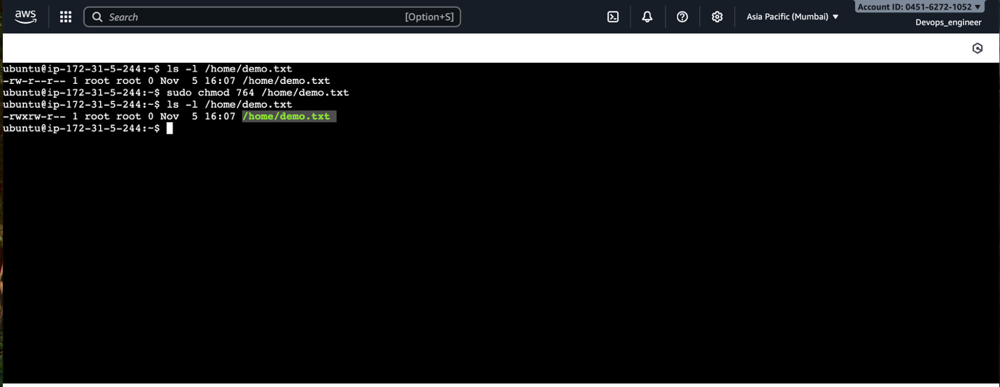 aws
Search [Option+S]
Asia Pacific (Mumbai)
Account ID: 0451-6272-1052
Devops_engineer
ubuntu@ip-172-31-5-244:~$ ls -l /home/demo.txt
-rw-r--r-- 1 root root 0 Nov  5 16:07 /home/demo.txt
ubuntu@ip-172-31-5-244:~$ sudo chmod 764 /home/demo.txt
ubuntu@ip-172-31-5-244:~$ ls -l /home/demo.txt
-rwxrw-r-- 1 root root 0 Nov  5 16:07 /home/demo.txt
ubuntu@ip-172-31-5-244:~$